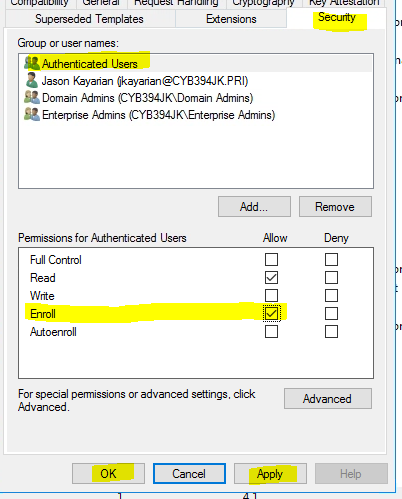 Compatibility General Request Handling Cryptography Key Attestation
Superseded Templates Extensions Security
Group or user names:
Authenticated Users
Jason Kayarian (jkayarian@CYB394JK.PRI)
Domain Admins (CYB394JK\Domain Admins)
Enterprise Admins (CYB394JK\Enterprise Admins)
Add... Remove
Permissions for Authenticated Users Allow Deny
Full Control
Read
Write
Enroll
Autoenroll
For special permissions or advanced settings, click
Advanced.
Advanced
OK Cancel Apply Help